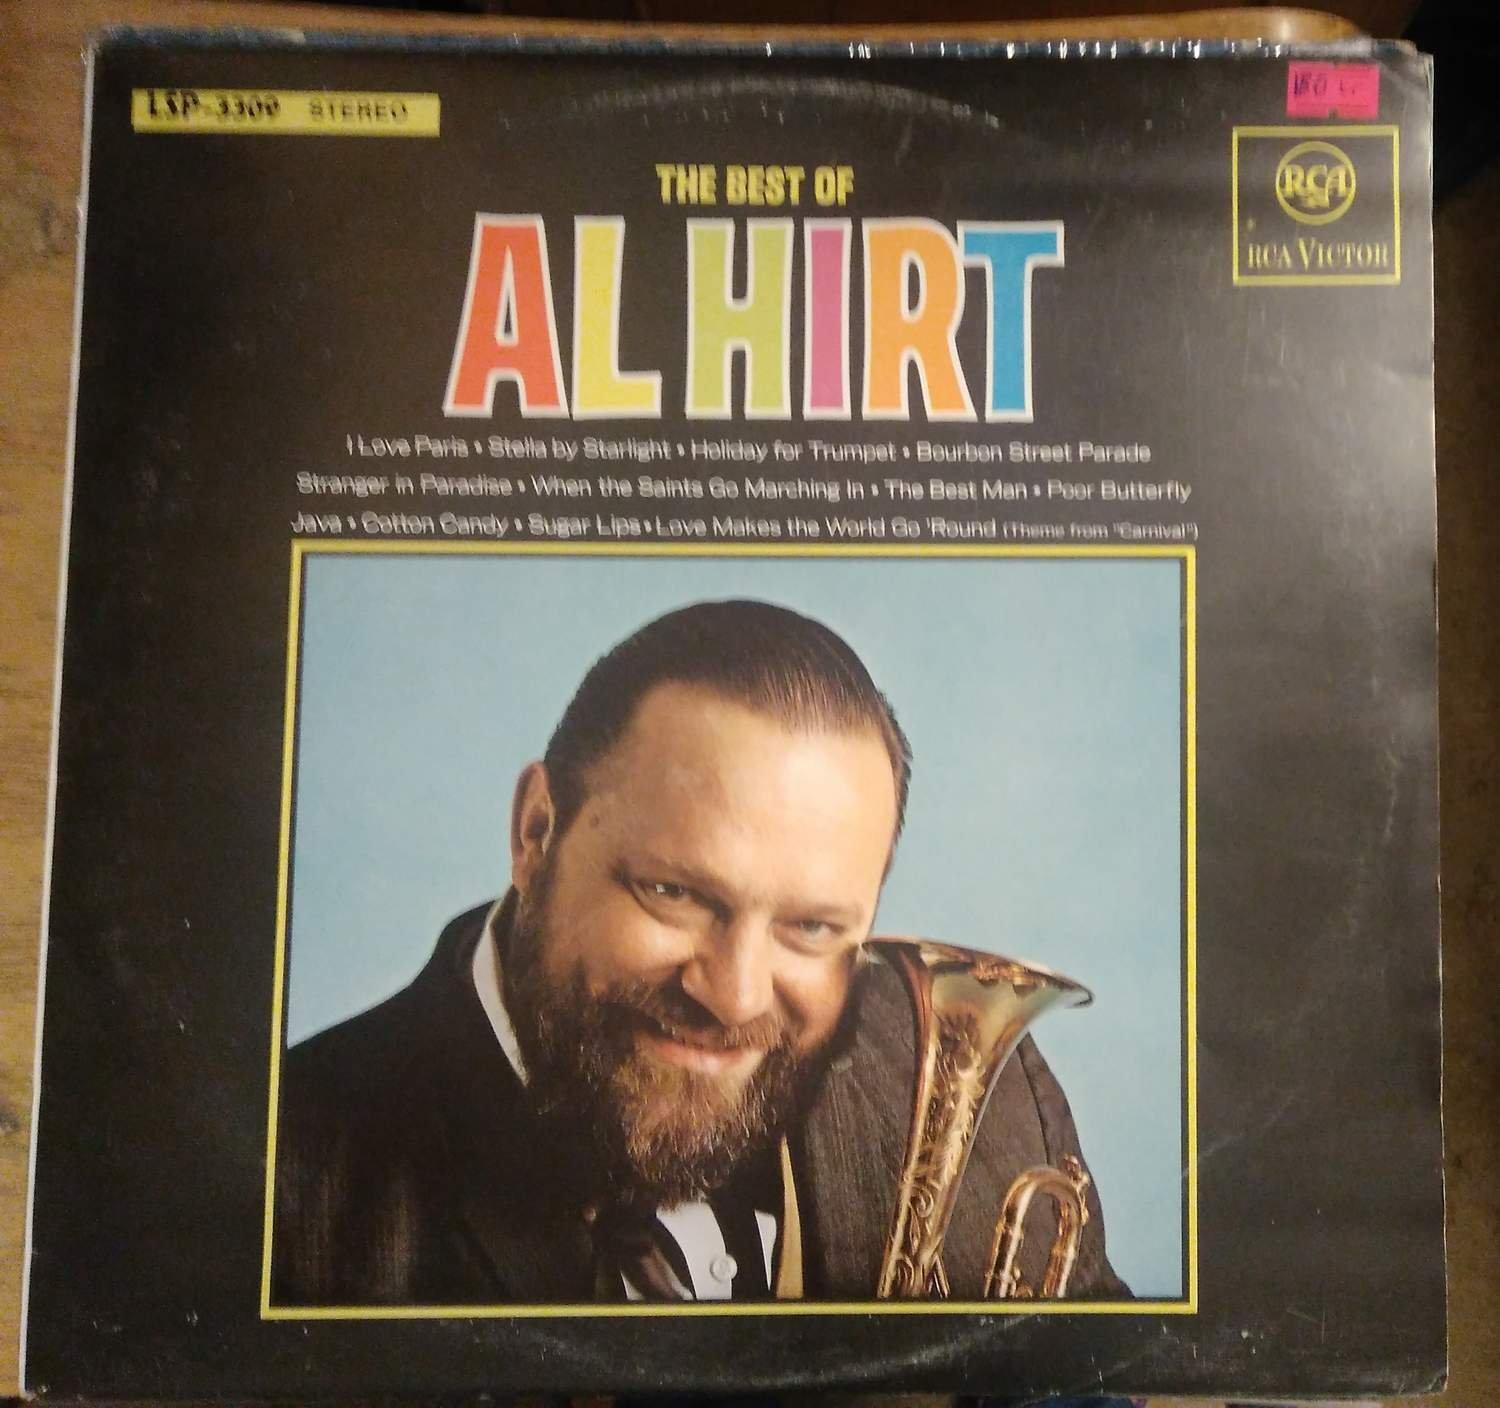 LSP-3309 STEREO
RCA
RCA VICTOR
THE BEST OF
AL HIRT
I Love Paris • Stella by Starlight • Holiday for Trumpet • Bourbon Street Parade
Stranger in Paradise • When the Saints Go Marching In • The Best Man • Poor Butterfly
Java • Cotton Candy • Sugar Lips • Love Makes the World Go 'Round (Theme from "Carnival")